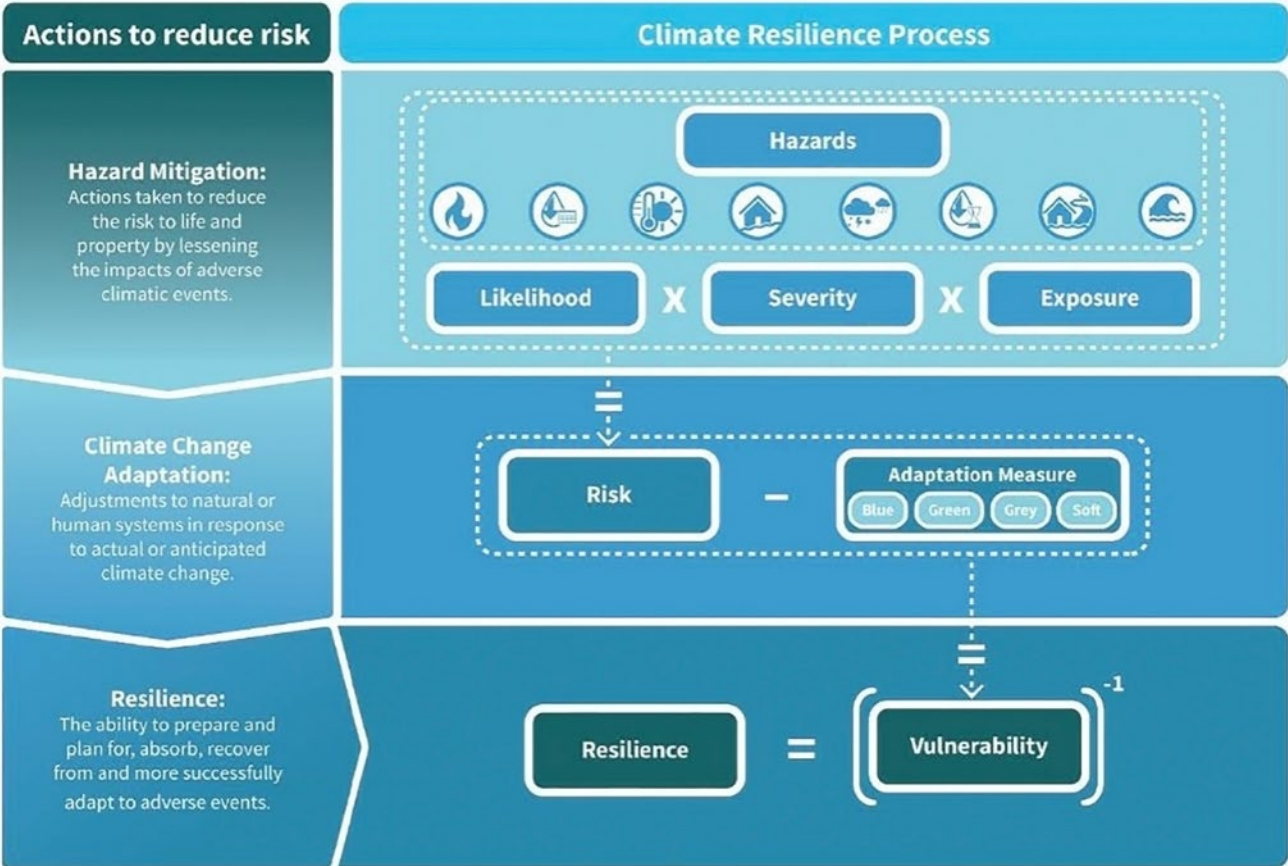 Actions to reduce risk
Climate Resilience Process
Hazard Mitigation:
Actions taken to reduce
the risk to life and
property by lessening
the impacts of adverse
climatic events.
Hazards
Likelihood X Severity X Exposure
=
Climate Change
Adaptation:
Adjustments to natural or
human systems in response
to actual or anticipated
climate change.
Risk – Adaptation Measure
Blue Green Grey Soft
=
Resilience:
The ability to prepare and
plan for, absorb, recover
from and more successfully
adapt to adverse events.
Resilience = (Vulnerability)-1